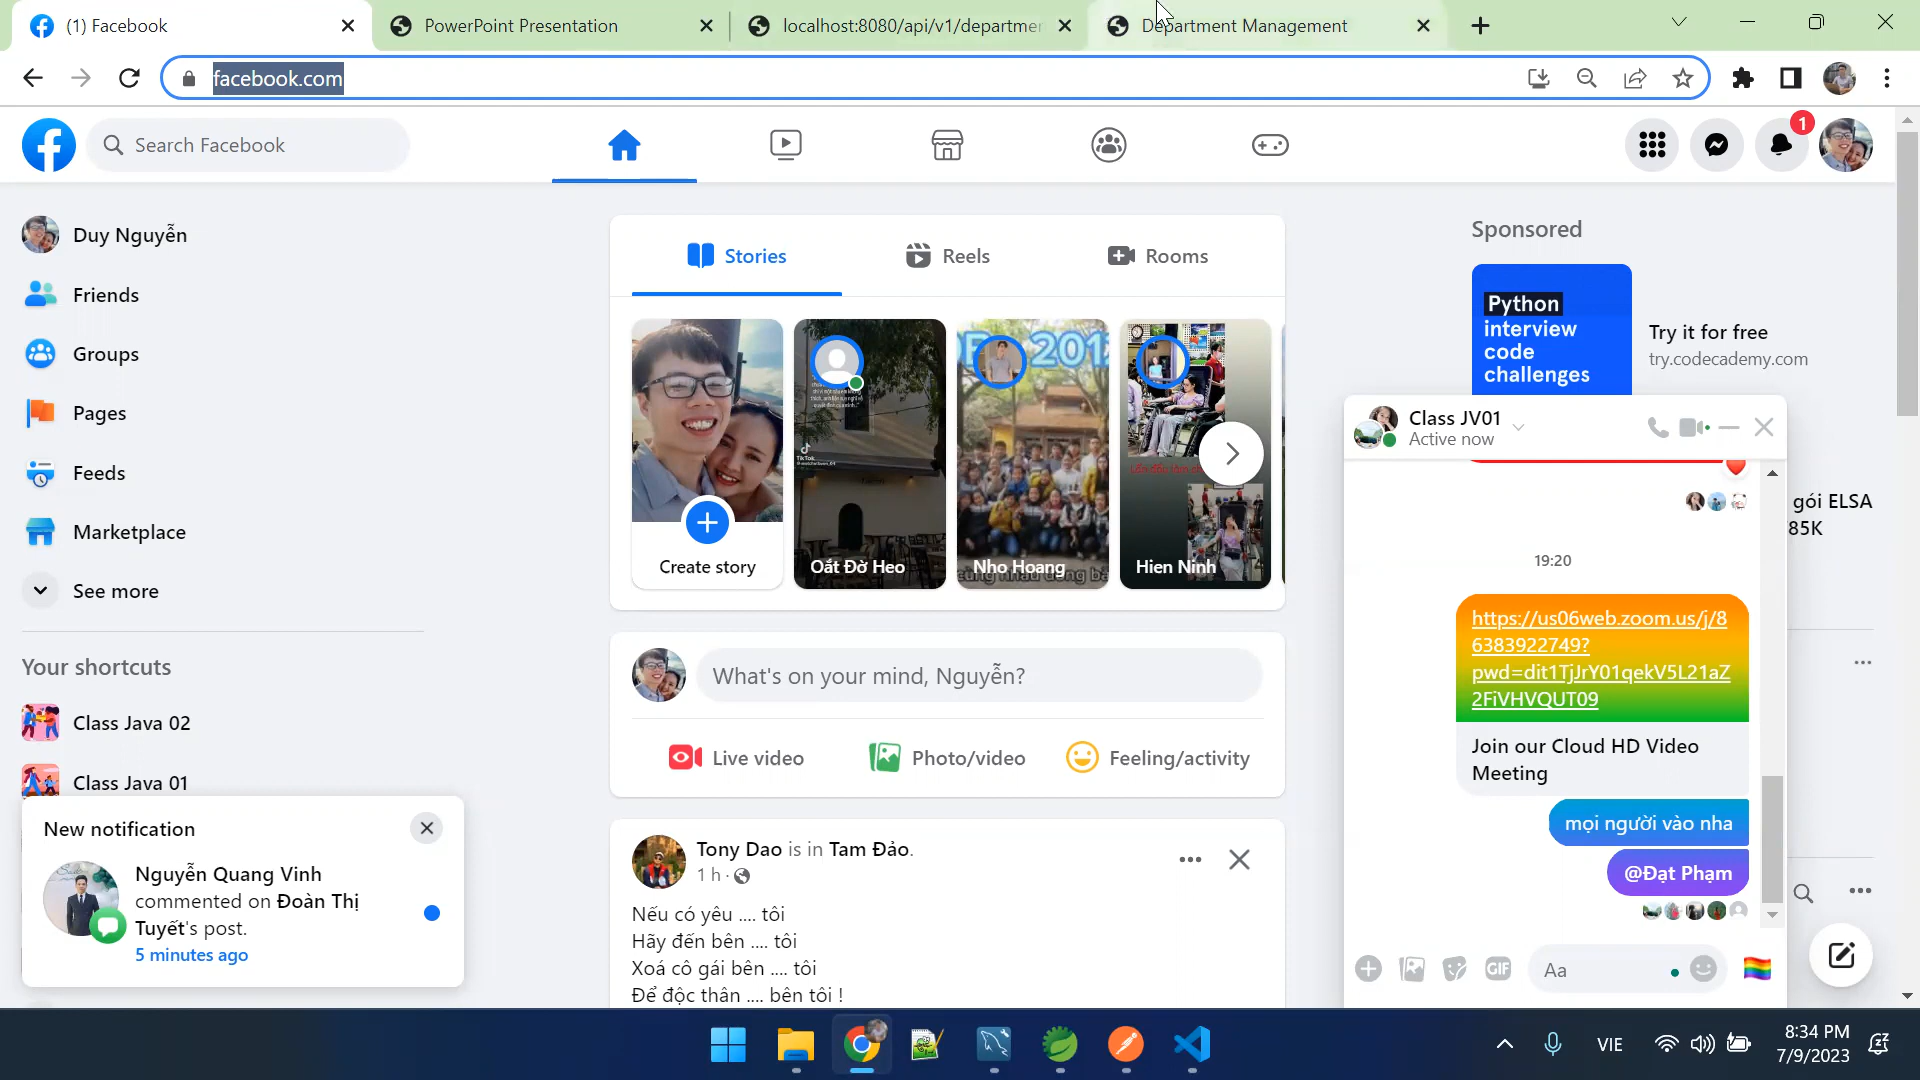 (1) Facebook
PowerPoint Presentation
localhost:8080/api/v1/departmen
Department Management
facebook.com
Search Facebook
1
Duy Nguyễn
Friends
Groups
Pages
Feeds
Marketplace
See more
Your shortcuts
Class Java 02
Class Java 01
New notification
Nguyễn Quang Vinh
commented on Đoàn Thị
Tuyết's post.
5 minutes ago
Stories
Reels
Rooms
Create story
TikTok
Oắt Đờ Heo
2012
Nho Hoang
Hien Ninh
What's on your mind, Nguyễn?
Live video
Photo/video
Feeling/activity
Tony Dao is in Tam Đảo.
1 h ·
Nếu có yêu .... tôi
Hãy đến bên .... tôi
Xoá cô gái bên .... tôi
Để độc thân .... bên tôi !
Sponsored
Python
interview
code
challenges
Try it for free
try.codecademy.com
gói ELSA
85K
Class JV01
Active now
19:20
https://us06web.zoom.us/j/8
6383922749?
pwd=dit1TjJrY01qekV5L21aZ
2FiVHVQUT09
Join our Cloud HD Video
Meeting
mọi người vào nha
@Đạt Phạm
GIF
Aa
VIE
8:34 PM
7/9/2023